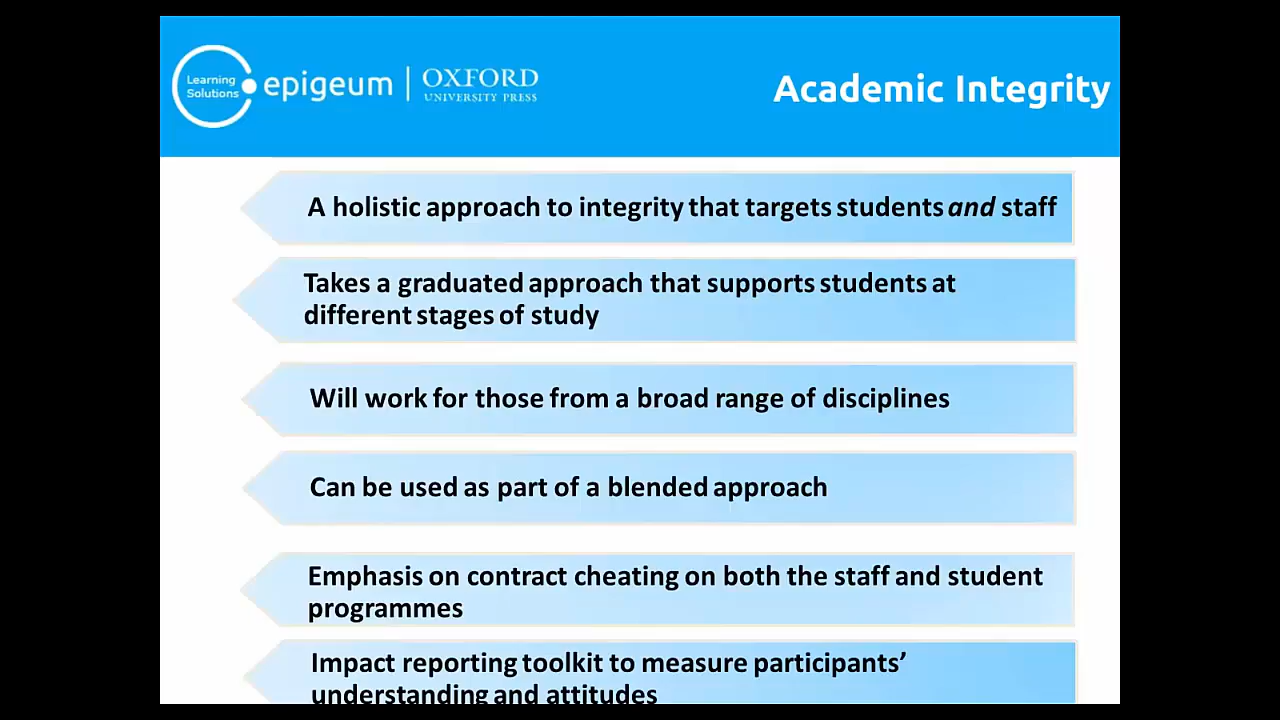 Learning
Solutions
epigeum
OXFORD
UNIVERSITY PRESS
Academic Integrity
A holistic approach to integrity that targets students and staff
Takes a graduated approach that supports students at
different stages of study
Will work for those from a broad range of disciplines
Can be used as part of a blended approach
Emphasis on contract cheating on both the staff and student
programmes
Impact reporting toolkit to measure participants’
understanding and attitudes